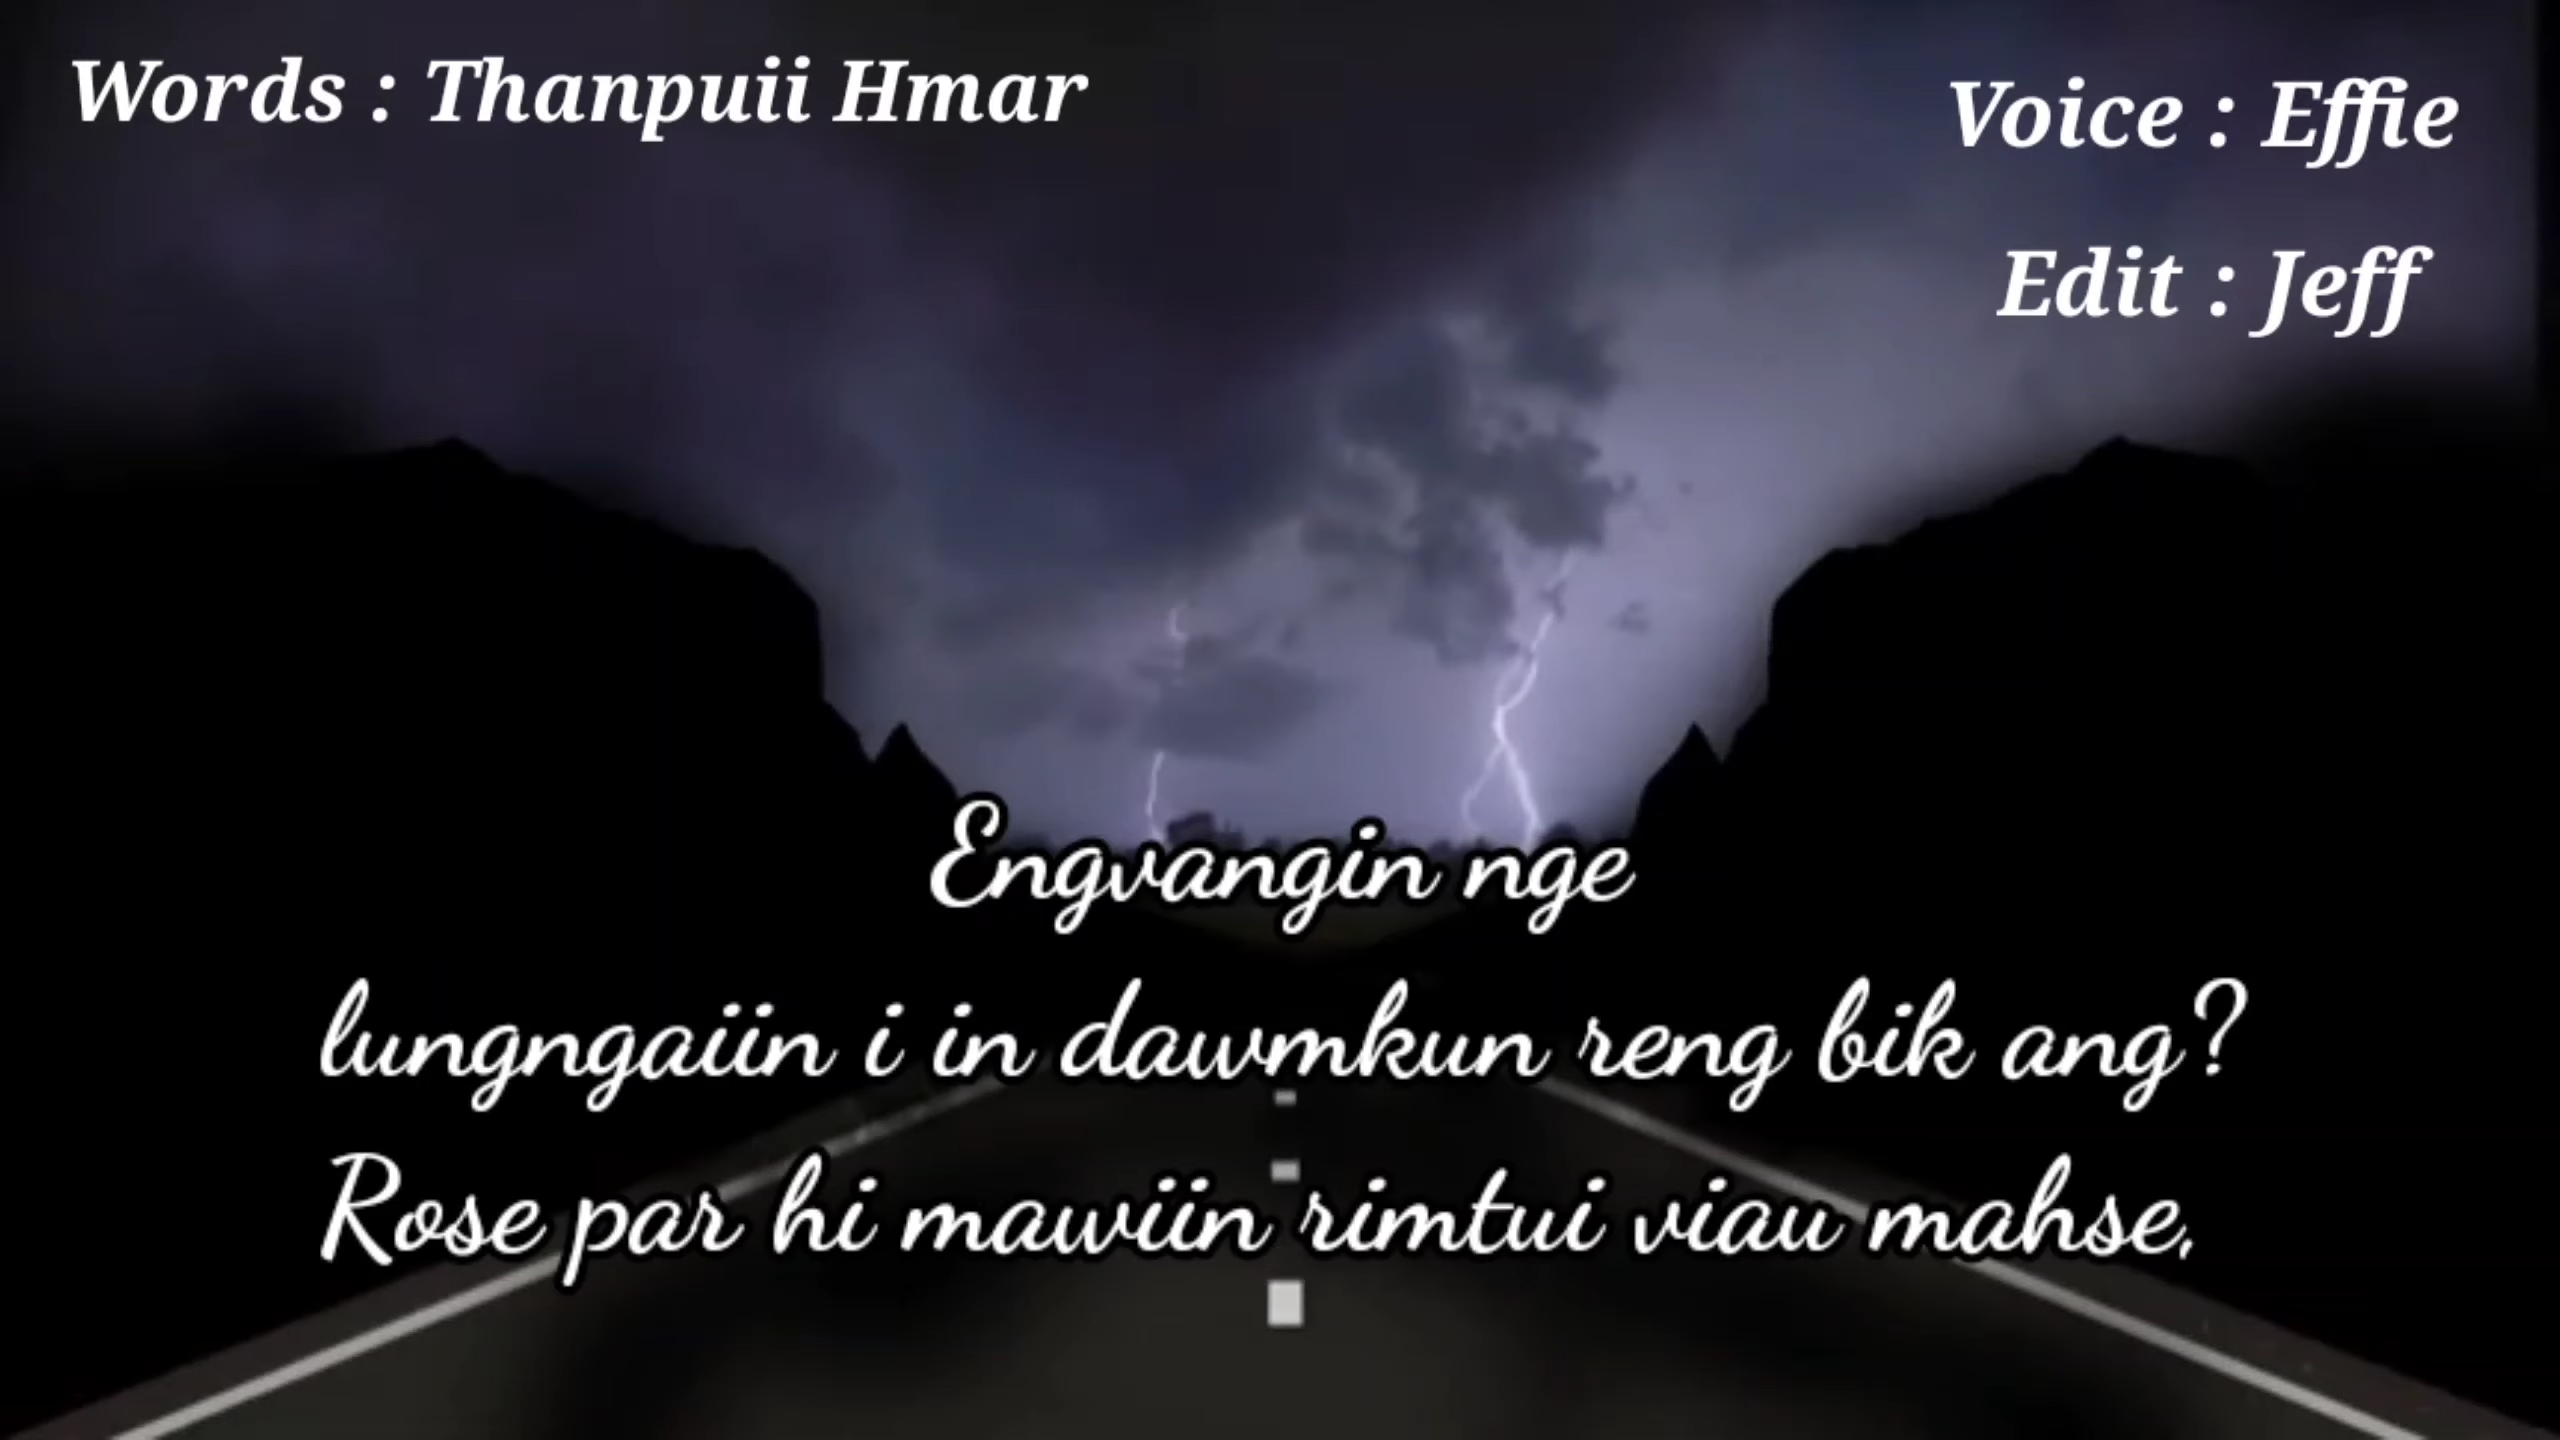 Words : Thanpuii Hmar
Voice : Effie
Edit : Jeff
Engvangin nge
lungngaiin i in dawmkun reng bik ang?
Rose par hi mawiin rimtui viau mahse,